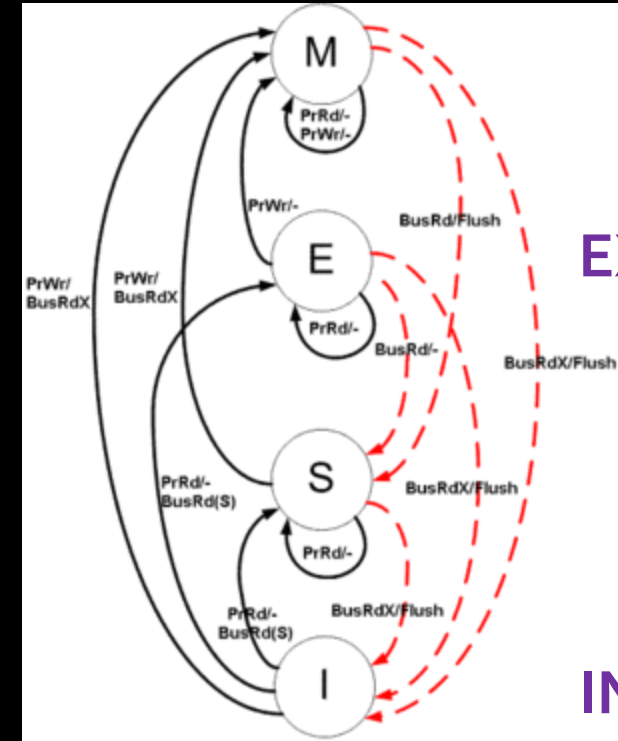 M
PrRd/-
PrWr/-
PrWr/-
BusRd/Flush
E
EX
PrWr/
BusRdX
PrWr/
BusRdX
PrRd/-
BusRd/-
BusRdX/Flush
PrRd/-
BusRd(S)
S
BusRdX/Flush
PrRd/-
PrRd/-
BusRd(S)
BusRdX/Flush
I
IN